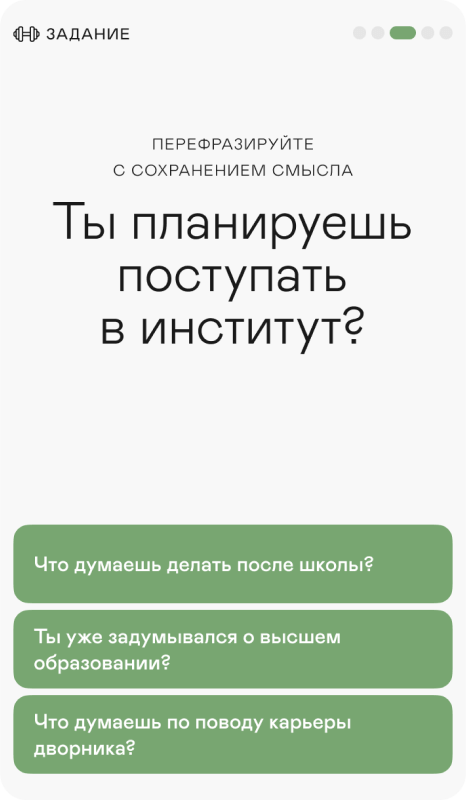 ЗАДАНИЕ
ПЕРЕФРАЗИРУЙТЕ
С СОХРАНЕНИЕМ СМЫСЛА
Ты планируешь
поступать
в институт?
Что думаешь делать после школы?
Ты уже задумывался о высшем
образовании?
Что думаешь по поводу карьеры
дворника?